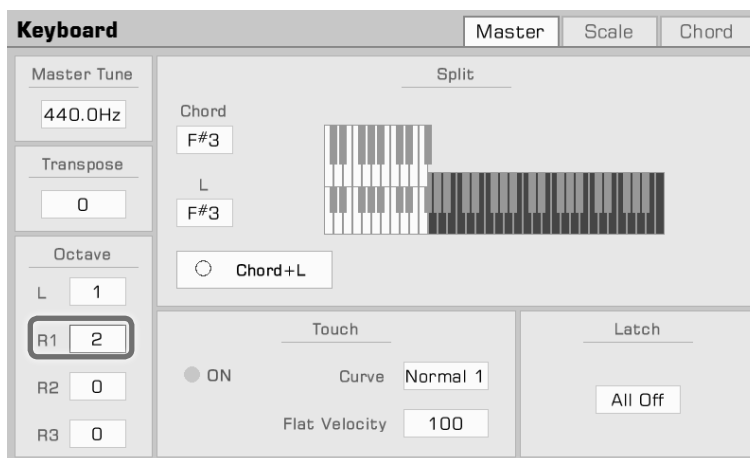 Keyboard
Master Scale Chord
Master Tune
440.0Hz
Transpose
0
Octave
L 1
R1 2
R2 0
R3 0
Split
Chord
F#3
L
F#3
Chord+L
Touch
ON
Curve Normal 1
Flat Velocity 100
Latch
All Off